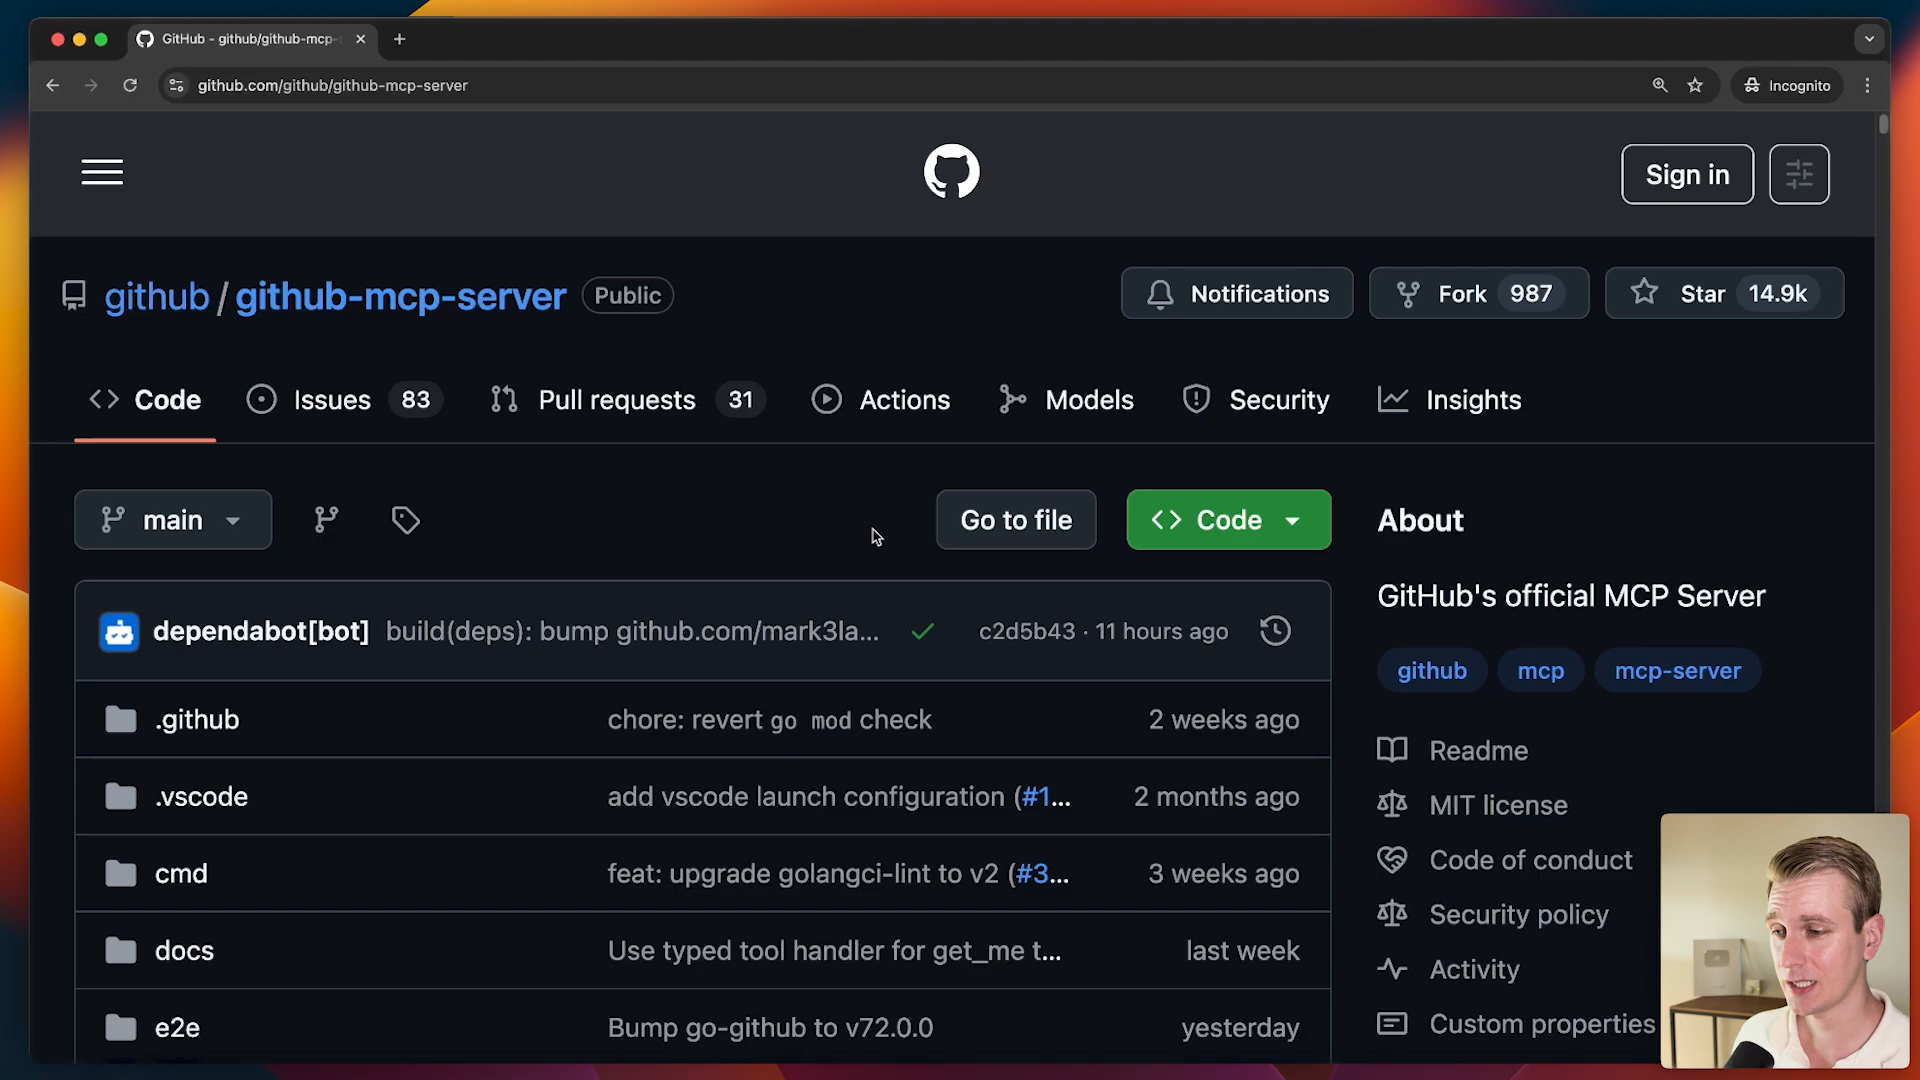 GitHub - github/github-mcp-
github.com/github/github-mcp-server
Incognito
Sign in
github / github-mcp-server Public
Notifications
Fork 987
Star 14.9k
Code
Issues 83
Pull requests 31
Actions
Models
Security
Insights
main
Go to file
Code
About
GitHub's official MCP Server
github mcp mcp-server
dependabot[bot] build(deps): bump github.com/mark3la... c2d5b43 · 11 hours ago
.github chore: revert go mod check 2 weeks ago
.vscode add vscode launch configuration (#1... 2 months ago
cmd feat: upgrade golangci-lint to v2 (#3... 3 weeks ago
docs Use typed tool handler for get_me t... last week
e2e Bump go-github to v72.0.0 yesterday
Readme
MIT license
Code of conduct
Security policy
Activity
Custom properties